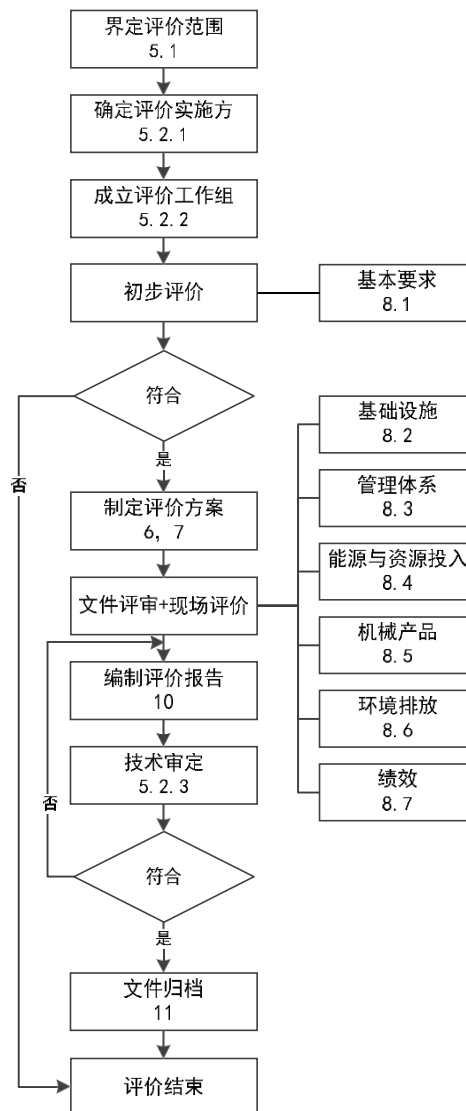 界定评价范围
5.1
确定评价实施方
5.2.1
成立评价工作组
5.2.2
初步评价
基本要求
8.1
符合
否
是
制定评价方案
6, 7
文件评审+现场评价
基础设施
8.2
管理体系
8.3
能源与资源投入
8.4
机械产品
8.5
环境排放
8.6
绩效
8.7
编制评价报告
10
技术审定
5.2.3
否
符合
是
文件归档
11
评价结束